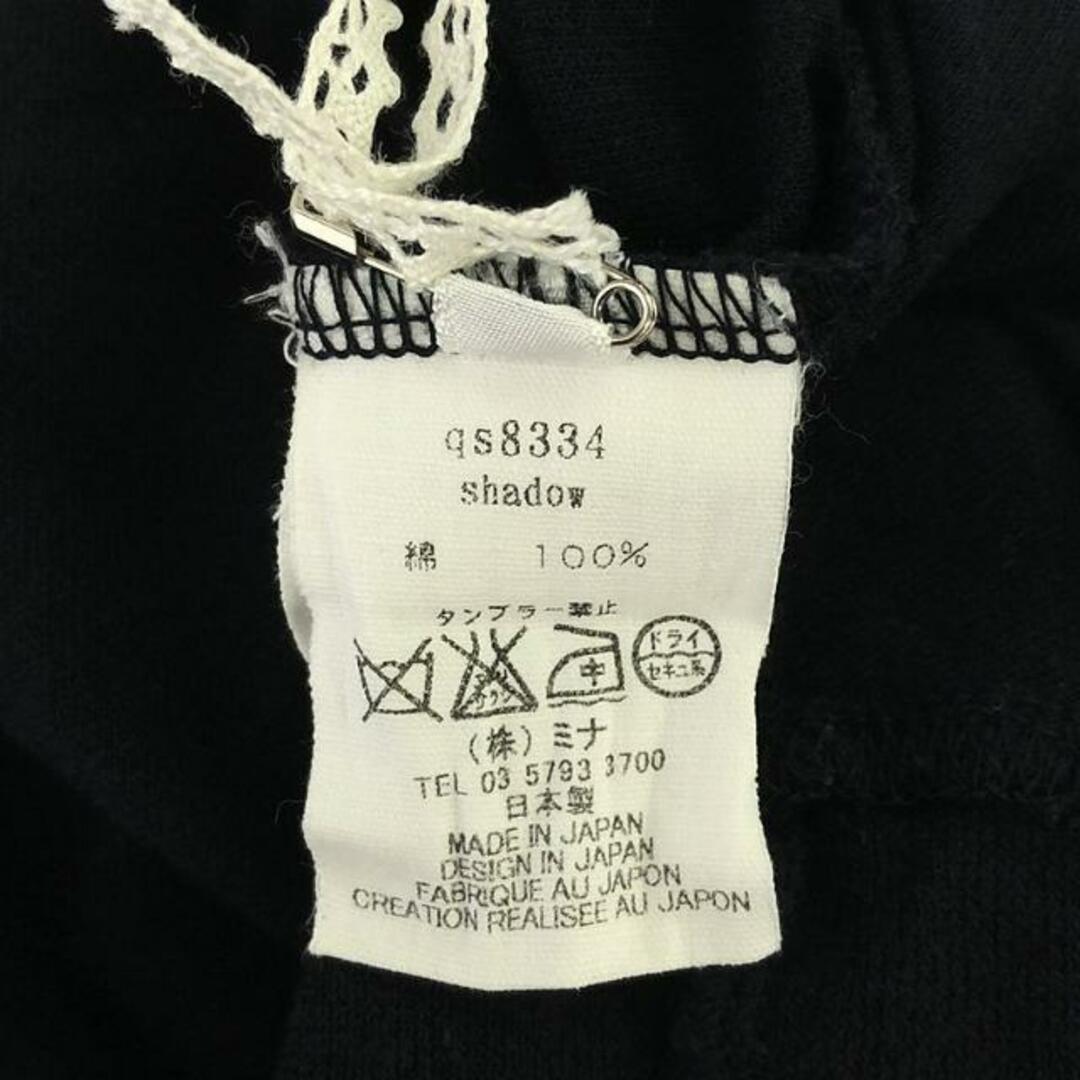 qs8334
shadow
綿 100%
タンブラー禁止
中
ドライ
セキユ系
(株) ミナ
TEL 03 5793 3700
日本製
MADE IN JAPAN
DESIGN IN JAPAN
FABRIQUE AU JAPON
CREATION REALISEE AU JAPON